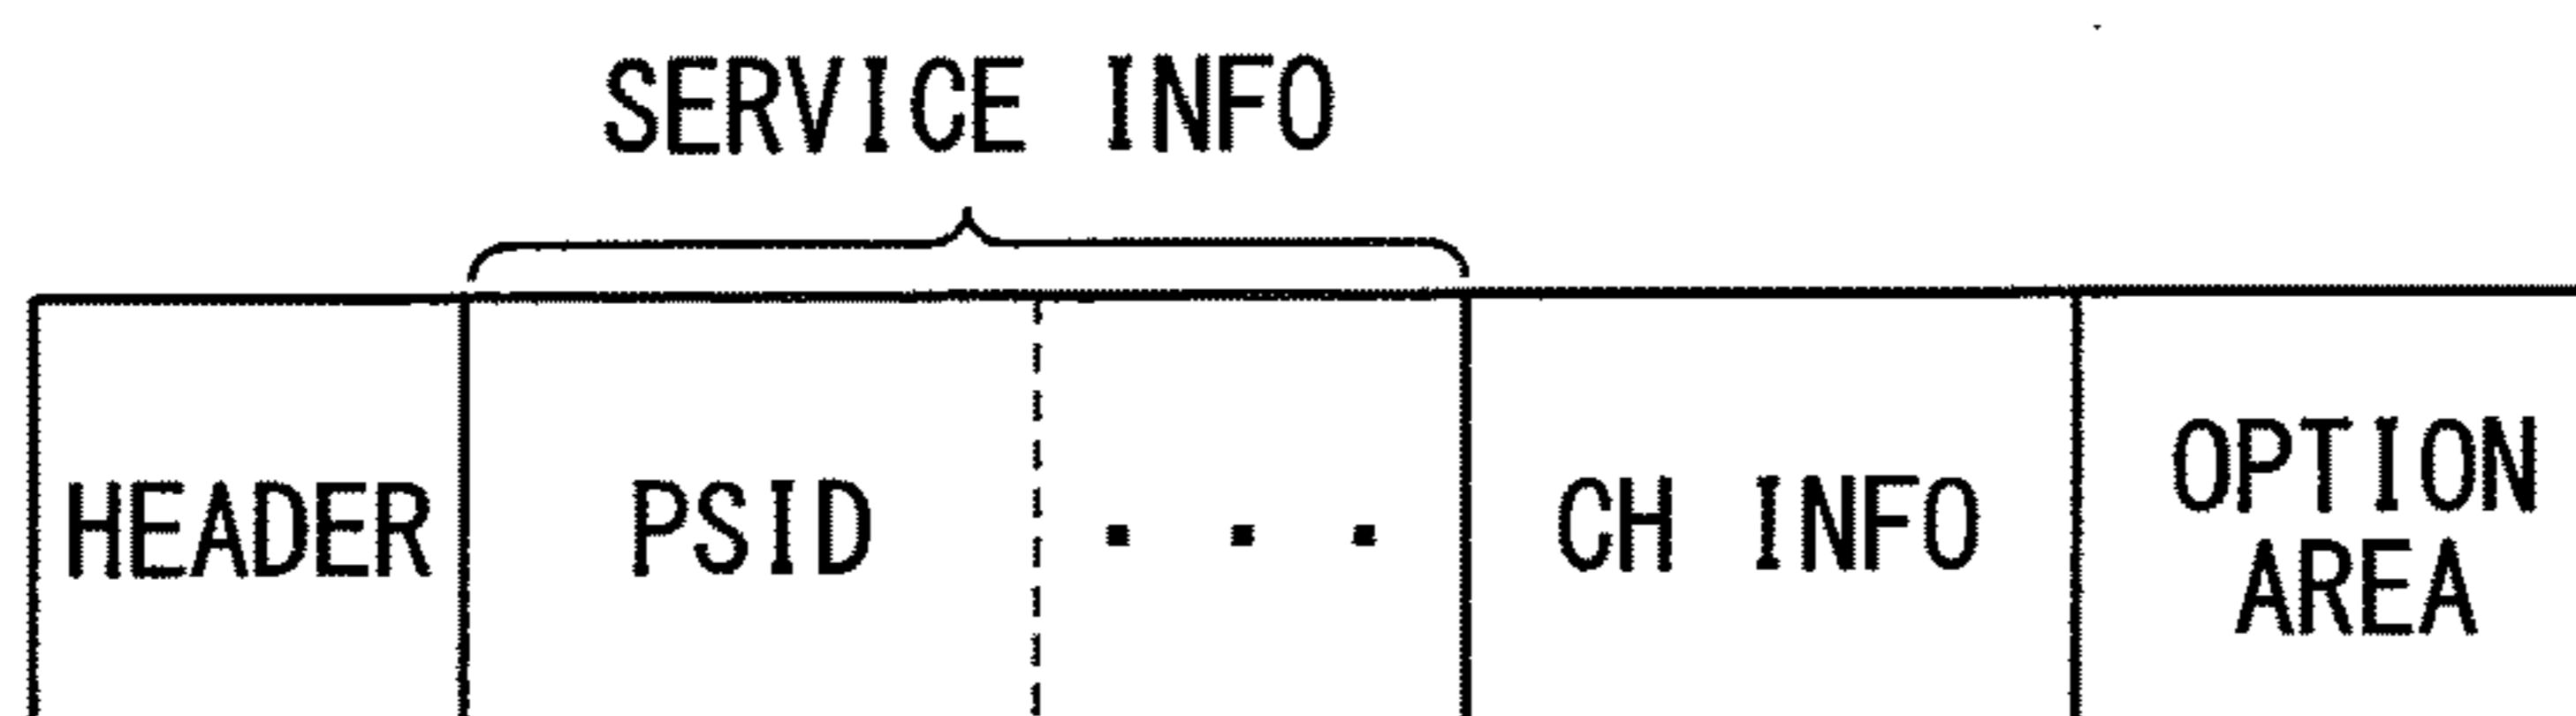 SERVICE INFO
HEADER PSID ... CH INFO OPTION
AREA